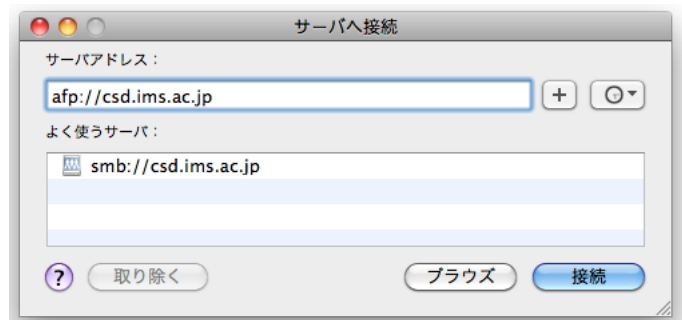 サーバへ接続
サーバアドレス：
afp://csd.ims.ac.jp
よく使うサーバ：
smb://csd.ims.ac.jp
? 取り除く ブラウズ 接続